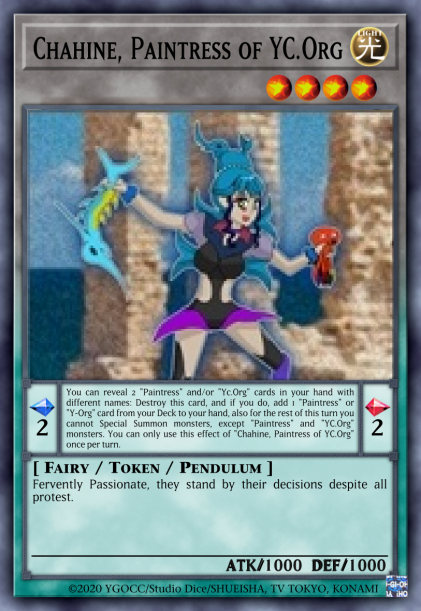 Chahine, Paintress of YC.Org
LIGHT
光
You can reveal 2 "Paintress" and/or "Yc.Org" cards in your hand with
different names: Destroy this card, and if you do, add 1 "Paintress" or
"Y-Org" card from your Deck to your hand, also for the rest of this turn you
cannot Special Summon monsters, except "Paintress" and "YC.Org"
monsters. You can only use this effect of "Chahine, Paintress of YC.Org"
once per turn.
2
2
[ Fairy / Token / Pendulum ]
Fervently Passionate, they stand by their decisions despite all
protest.
ATK/1000 DEF/1000
©2020 YGOCC/Studio Dice/SHUEISHA, TV TOKYO, KONAMI